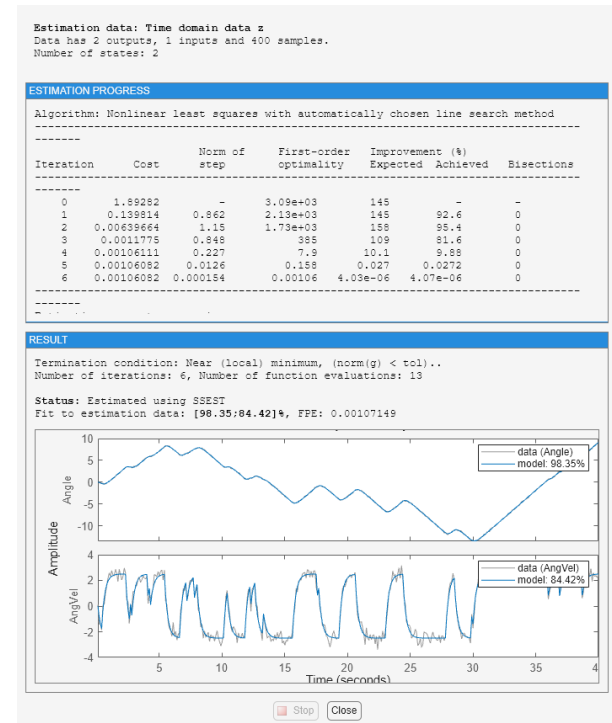 Estimation data: Time domain data z
Data has 2 outputs, 1 inputs and 400 samples.
Number of states: 2
ESTIMATION PROGRESS
Algorithm: Nonlinear least squares with automatically chosen line search method
--------------------------------------------------------------------------------
-------
Norm of First-order Improvement (%)
Iteration Cost step optimality Expected Achieved Bisections
--------------------------------------------------------------------------------
-------
0 1.89282 - 3.09e+03 145 - -
1 0.139814 0.862 2.13e+03 145 92.6 0
2 0.00639664 1.15 1.73e+03 158 95.4 0
3 0.0011775 0.848 385 109 81.6 0
4 0.00106111 0.227 7.9 10.1 9.88 0
5 0.00106082 0.0126 0.158 0.027 0.0272 0
6 0.00106082 0.000154 0.00106 4.03e-06 4.07e-06 0
--------------------------------------------------------------------------------
-------
RESULT
Termination condition: Near (local) minimum, (norm(g) < tol)..
Number of iterations: 6, Number of function evaluations: 13
Status: Estimated using SSEST
Fit to estimation data: [98.35;84.42]%, FPE: 0.00107149
10
5
0
-5
-10
Angle
data (Angle)
model: 98.35%
Amplitude
4
2
0
-2
-4
AngVel
data (AngVel)
model: 84.42%
5 10 15 20 25 30 35 4
Time (seconds)
Stop Close